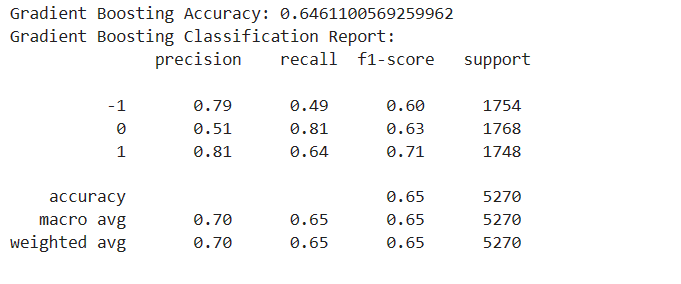 Gradient Boosting Accuracy: 0.6461100569259962
Gradient Boosting Classification Report:
precision recall f1-score support
-1 0.79 0.49 0.60 1754
0 0.51 0.81 0.63 1768
1 0.81 0.64 0.71 1748
accuracy 0.65 5270
macro avg 0.70 0.65 0.65 5270
weighted avg 0.70 0.65 0.65 5270